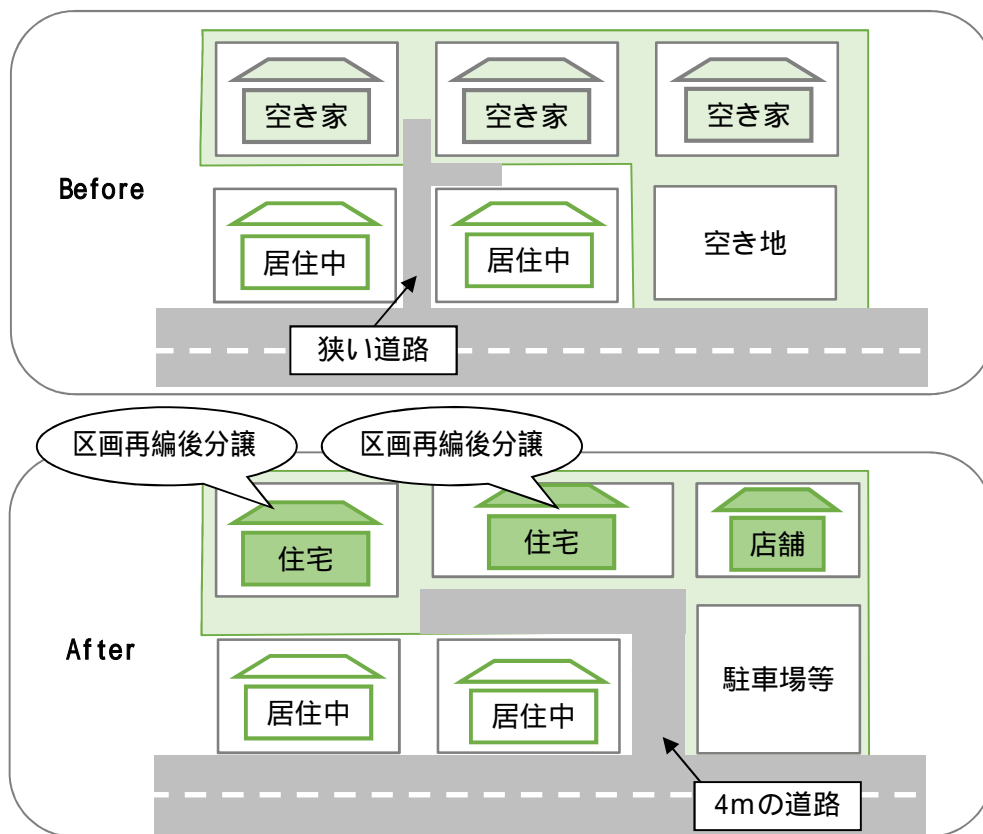 空き家
空き家
空き家
Before
居住中
居住中
空き地
狭い道路
区画再編後分譲
区画再編後分譲
住宅
住宅
店舗
After
居住中
居住中
駐車場等
4mの道路